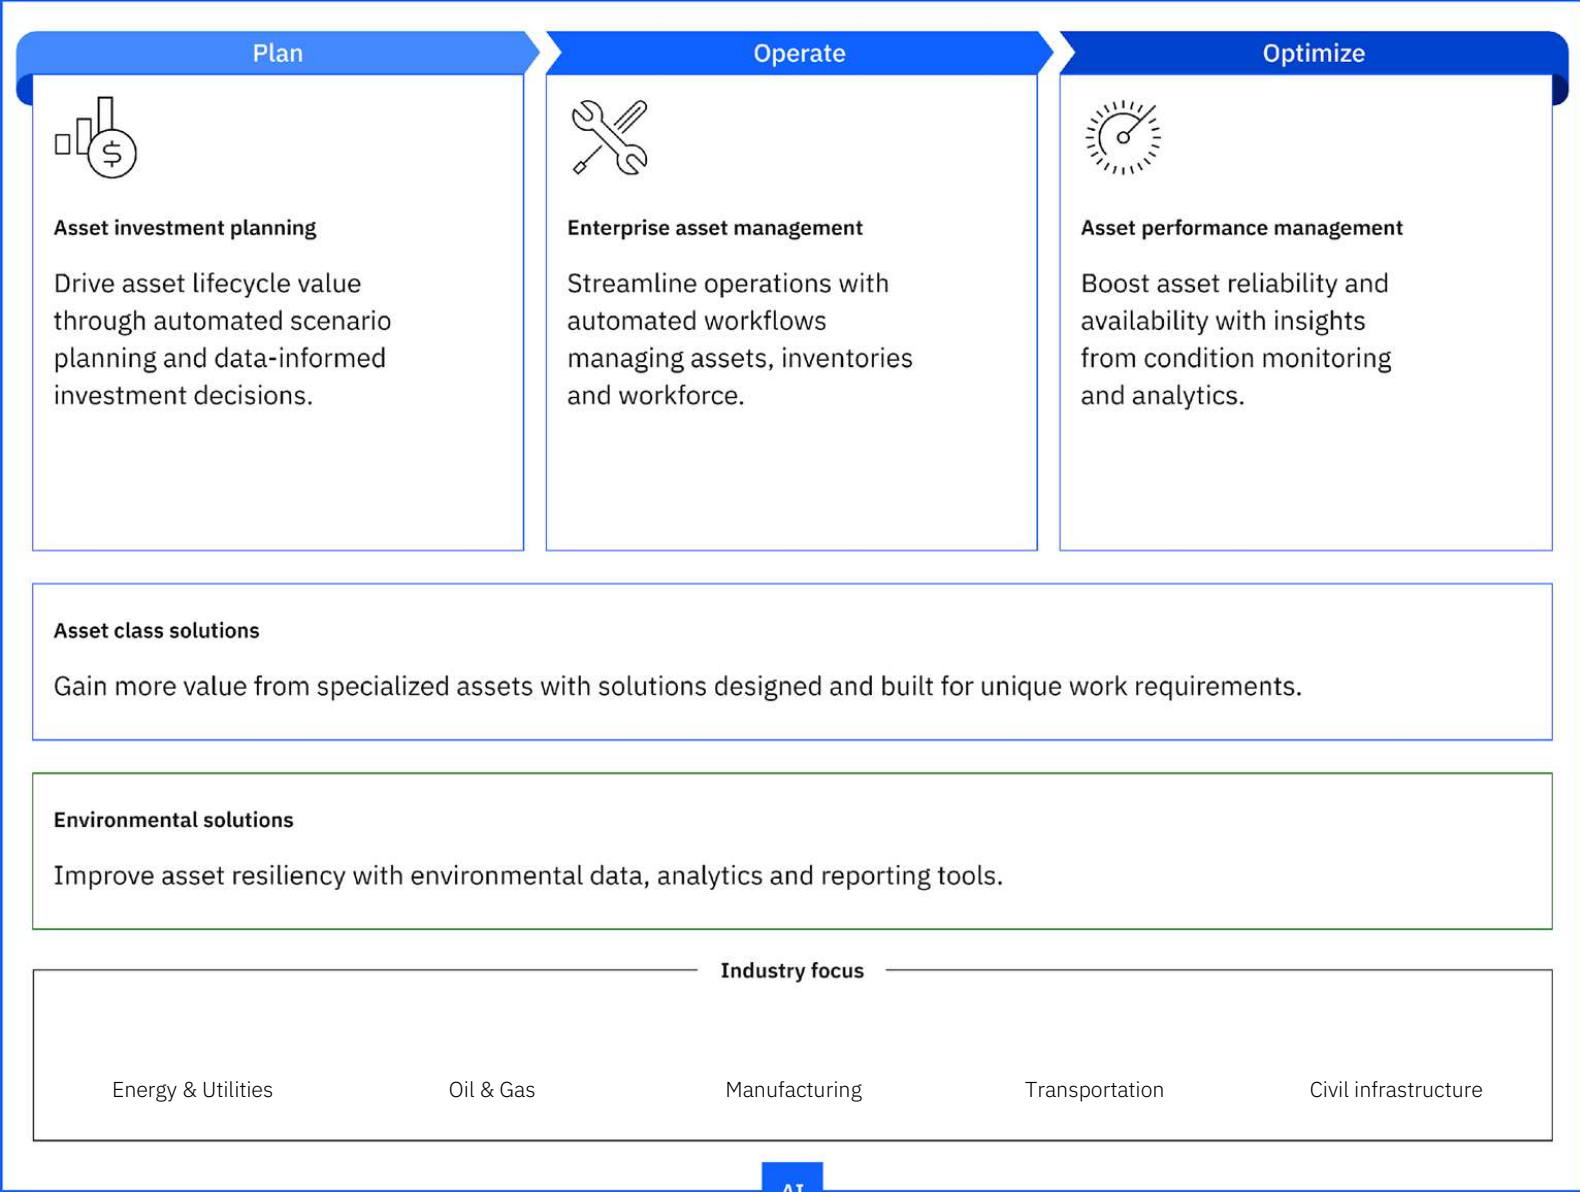 Plan
Operate
Optimize
$
Asset investment planning
Drive asset lifecycle value
through automated scenario
planning and data-informed
investment decisions.
Enterprise asset management
Streamline operations with
automated workflows
managing assets, inventories
and workforce.
Asset performance management
Boost asset reliability and
availability with insights
from condition monitoring
and analytics.
Asset class solutions
Gain more value from specialized assets with solutions designed and built for unique work requirements.
Environmental solutions
Improve asset resiliency with environmental data, analytics and reporting tools.
Industry focus
Energy & Utilities
Oil & Gas
Manufacturing
Transportation
Civil infrastructure
AI